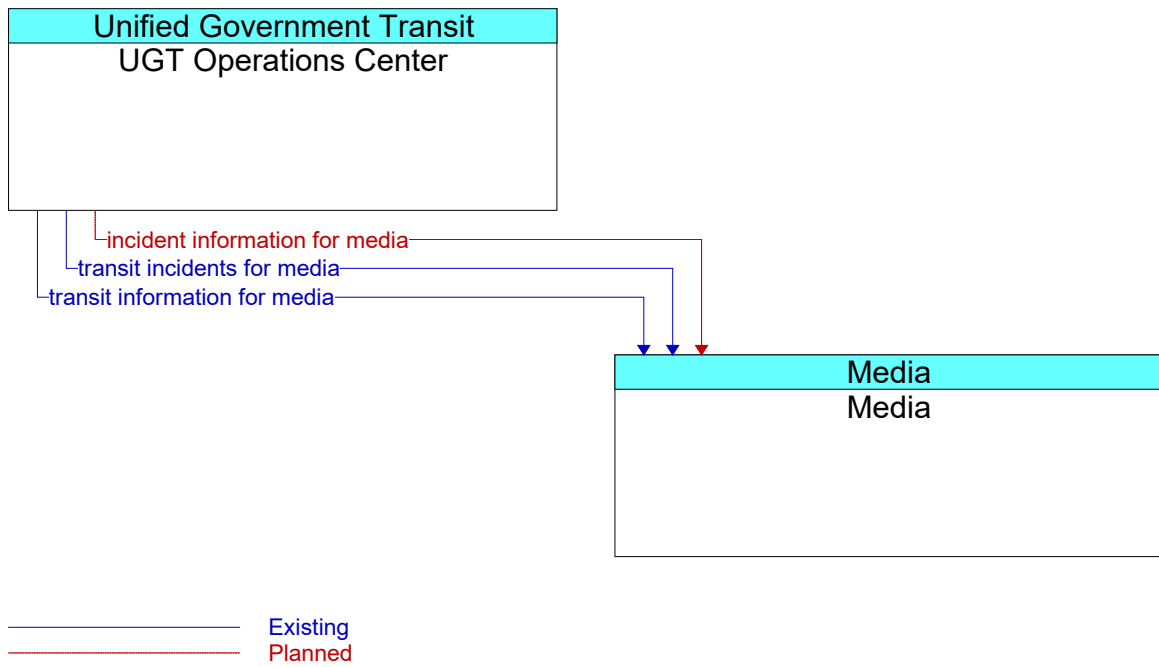 Unified Government Transit
UGT Operations Center
incident information for media
transit incidents for media
transit information for media
Media
Media
Existing
Planned